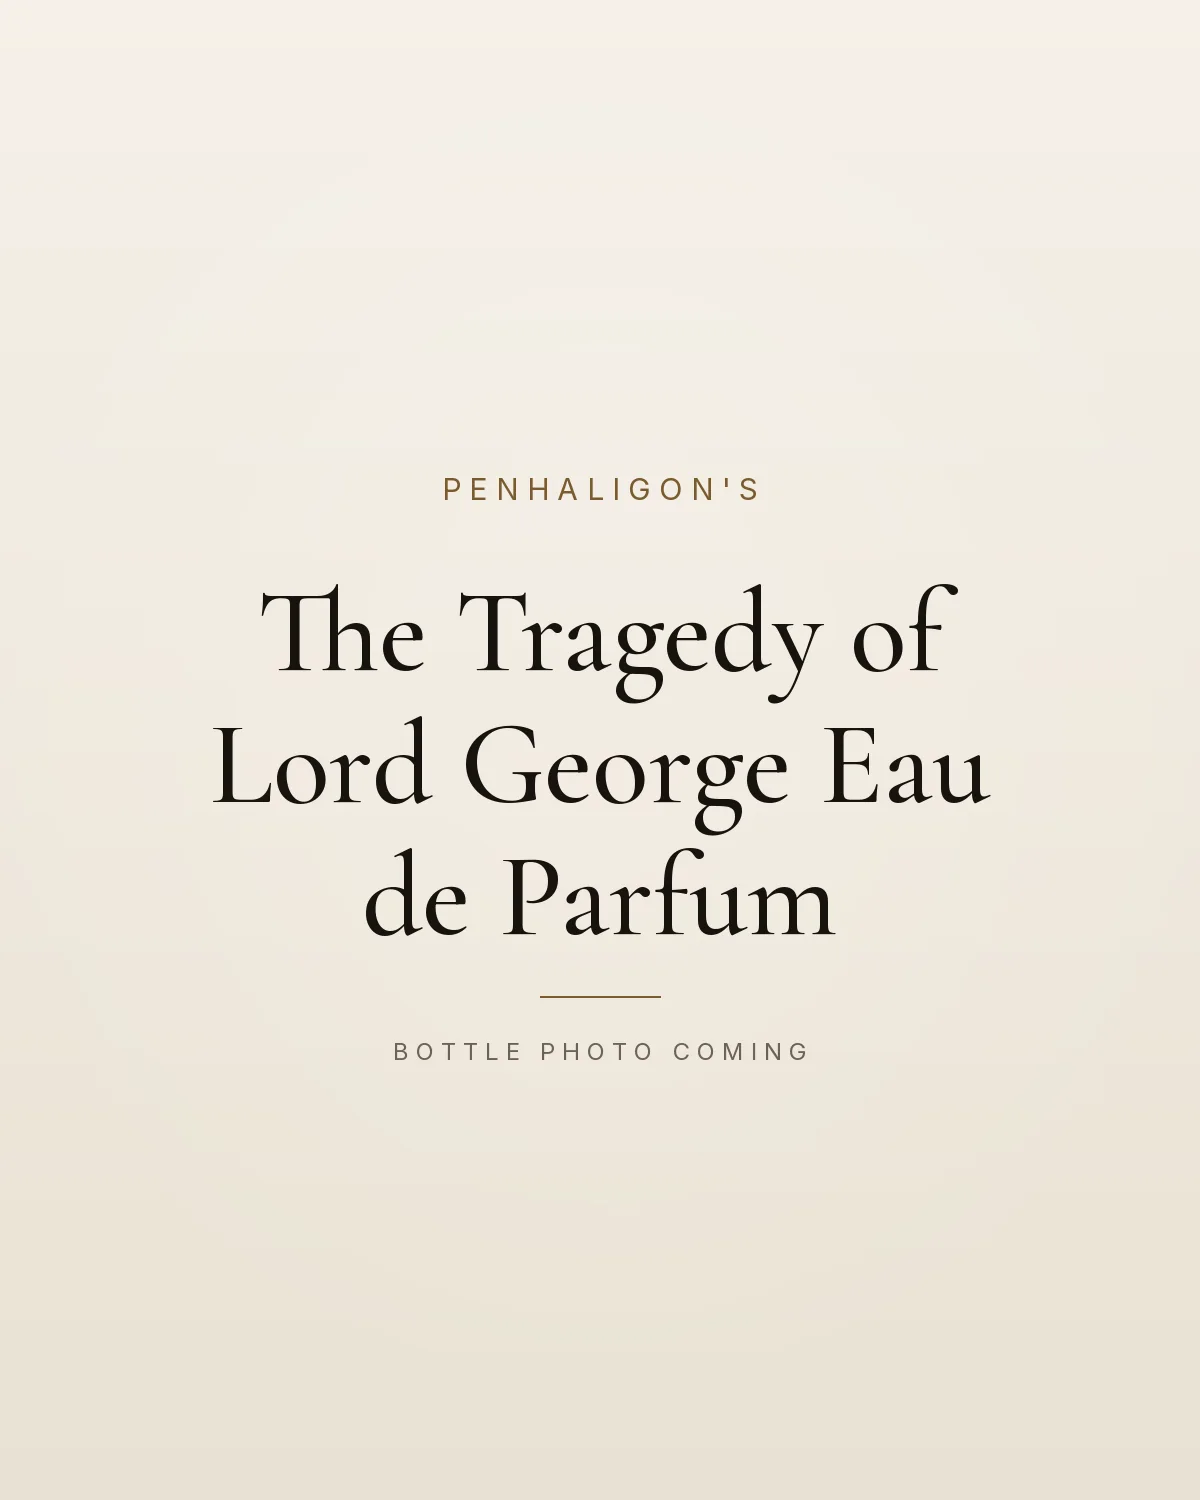 PENHALIGON'S
The Tragedy of
Lord George Eau
de Parfum
BOTTLE PHOTO COMING